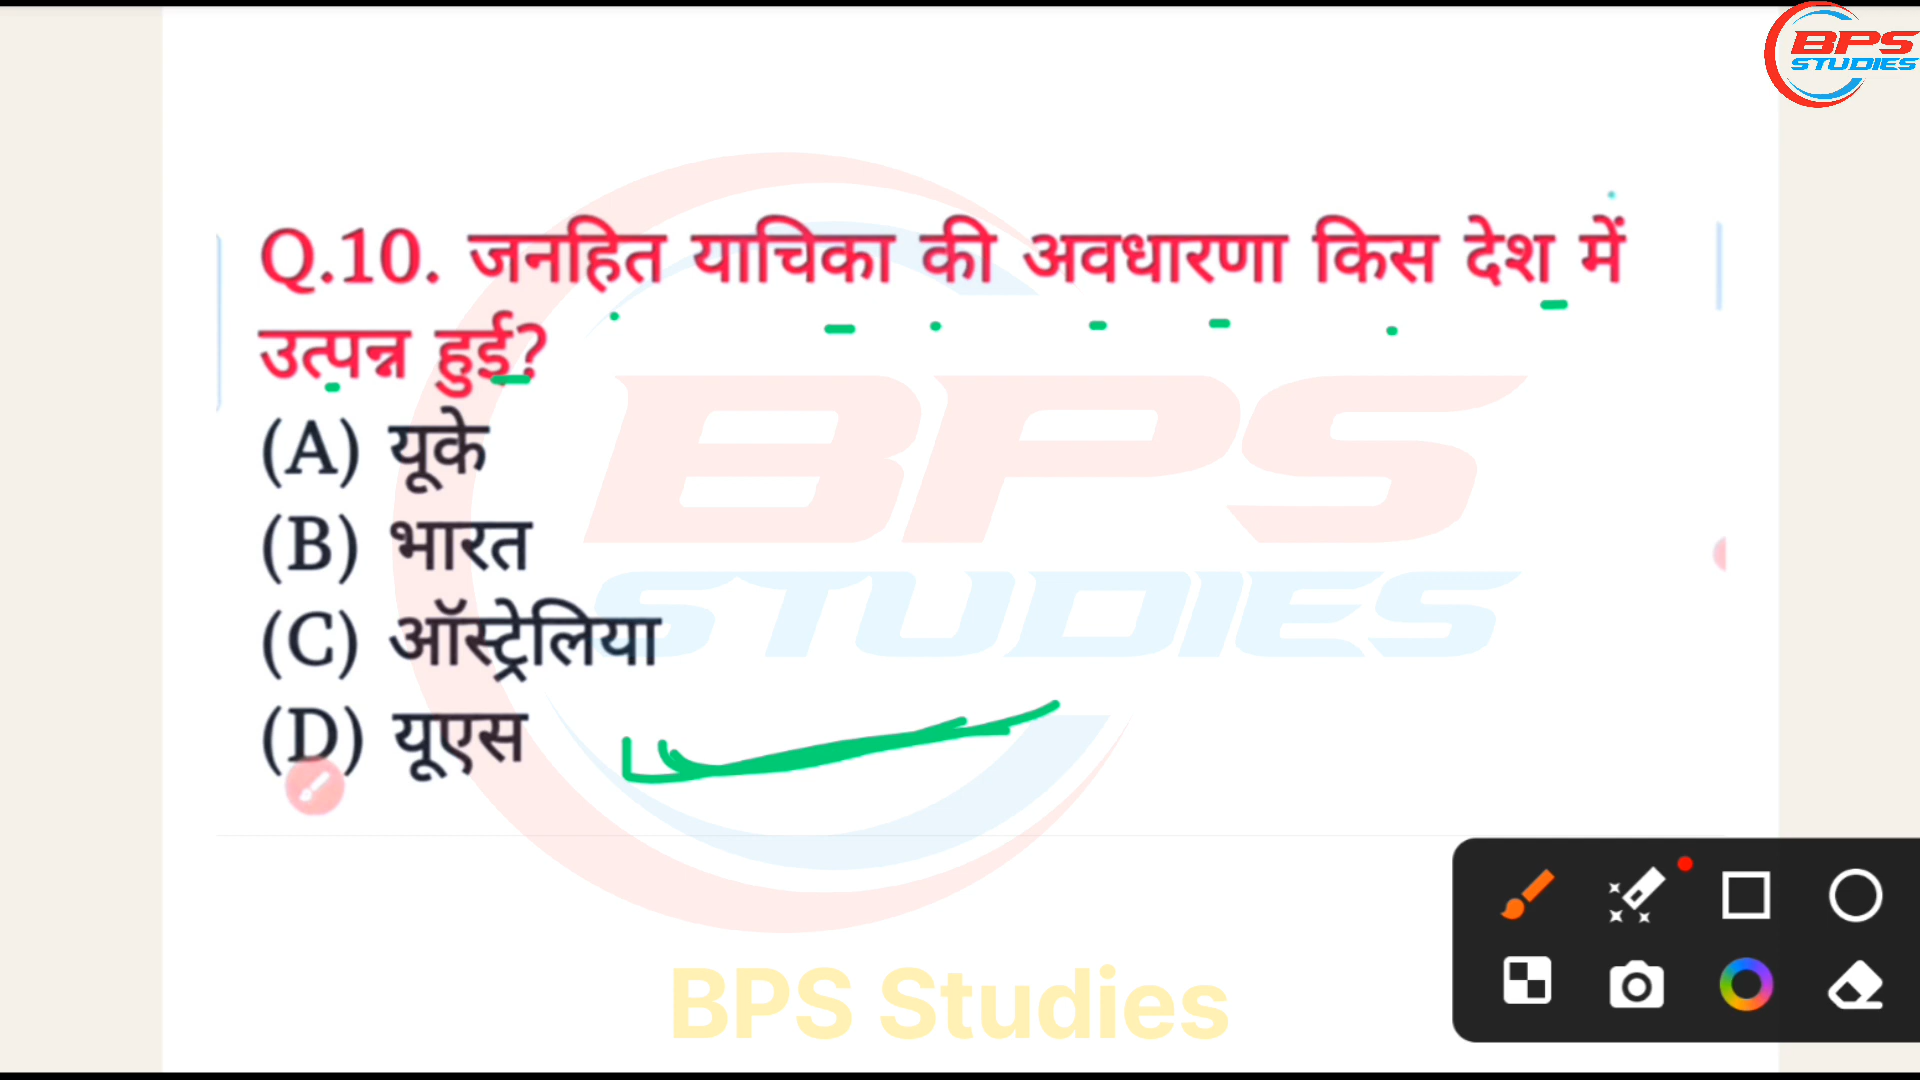 BPS
STUDIES
Q.10. जनहित याचिका की अवधारणा किस देश में
उत्पन्न हुई?
(A) यूके
(B) भारत
(C) ऑस्ट्रेलिया
(D) यूएस
BPS
STUDIES
BPS Studies